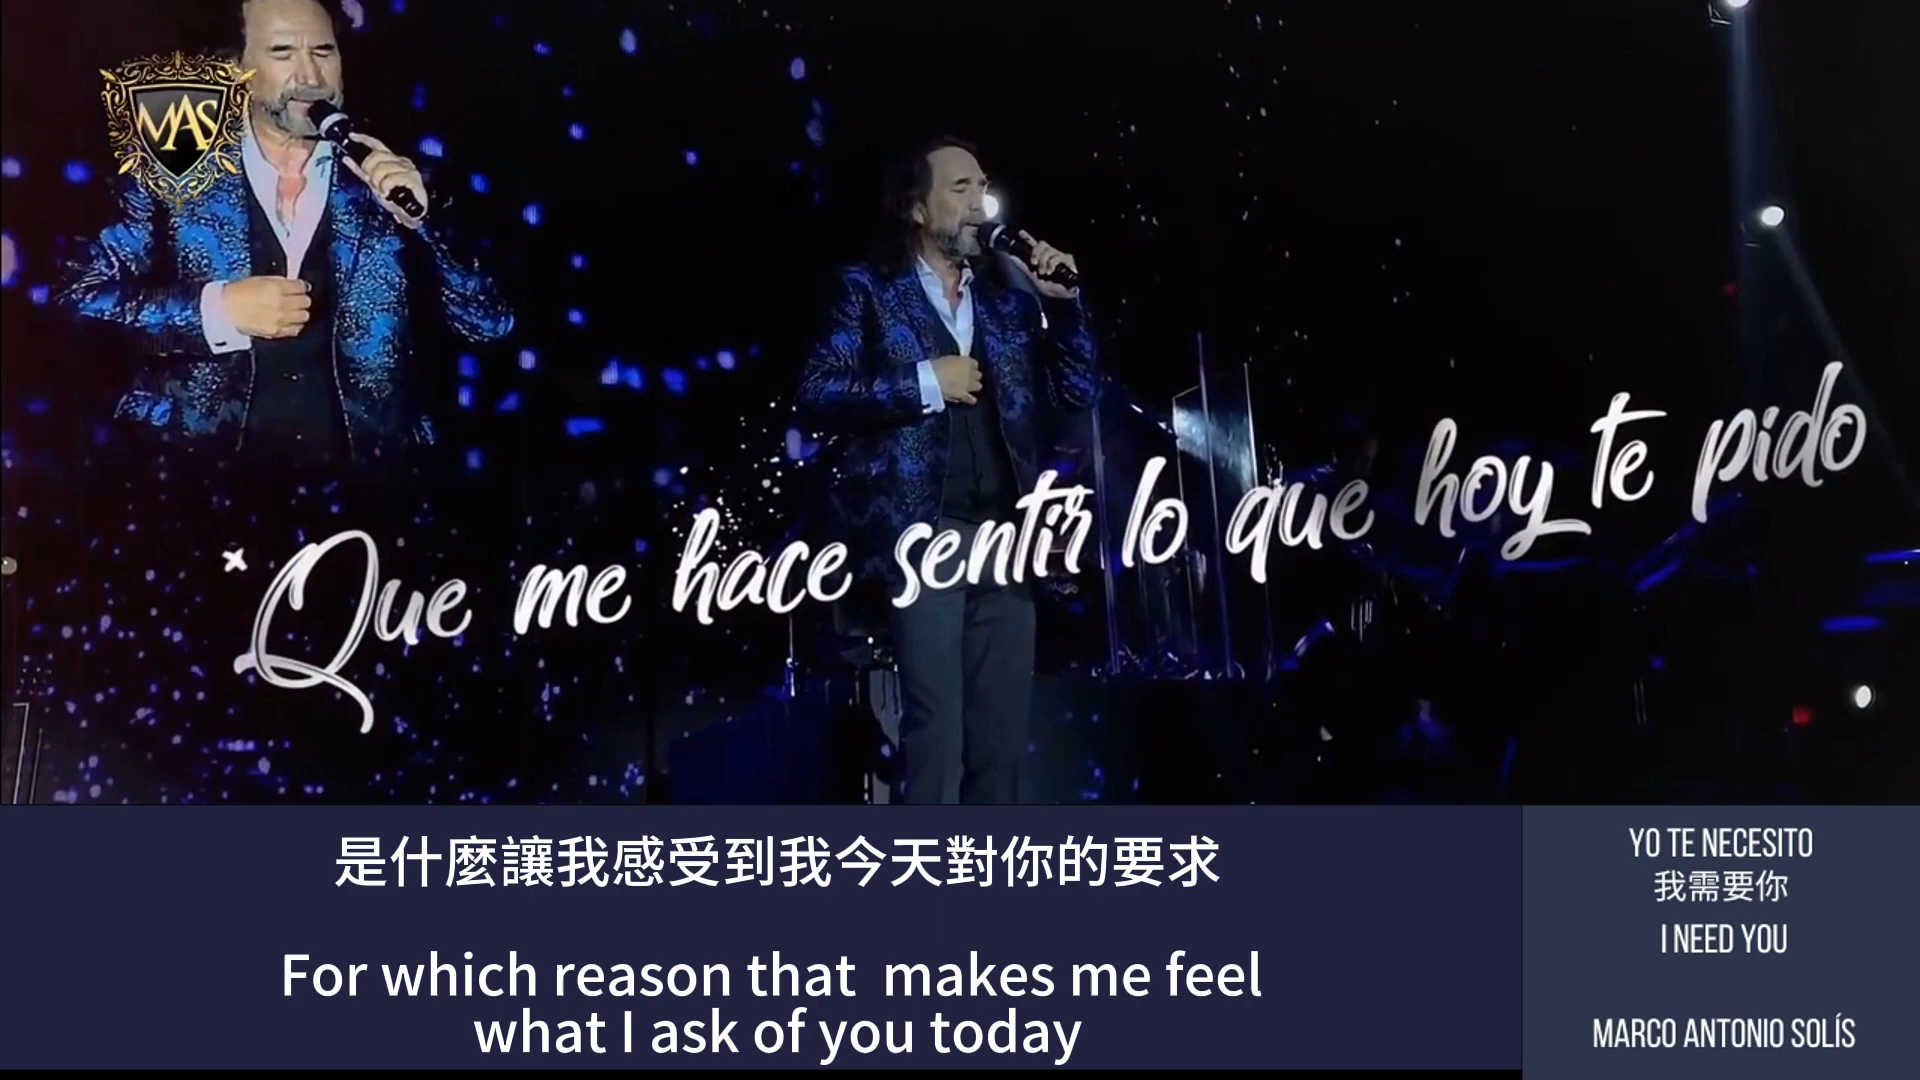 MAS
Que me hace sentir lo que hoy te pido
是什麼讓我感受到我今天對你的要求
For which reason that  makes me feel
what I ask of you today
YO TE NECESITO
我需要你
I NEED YOU
MARCO ANTONIO SOLÍS